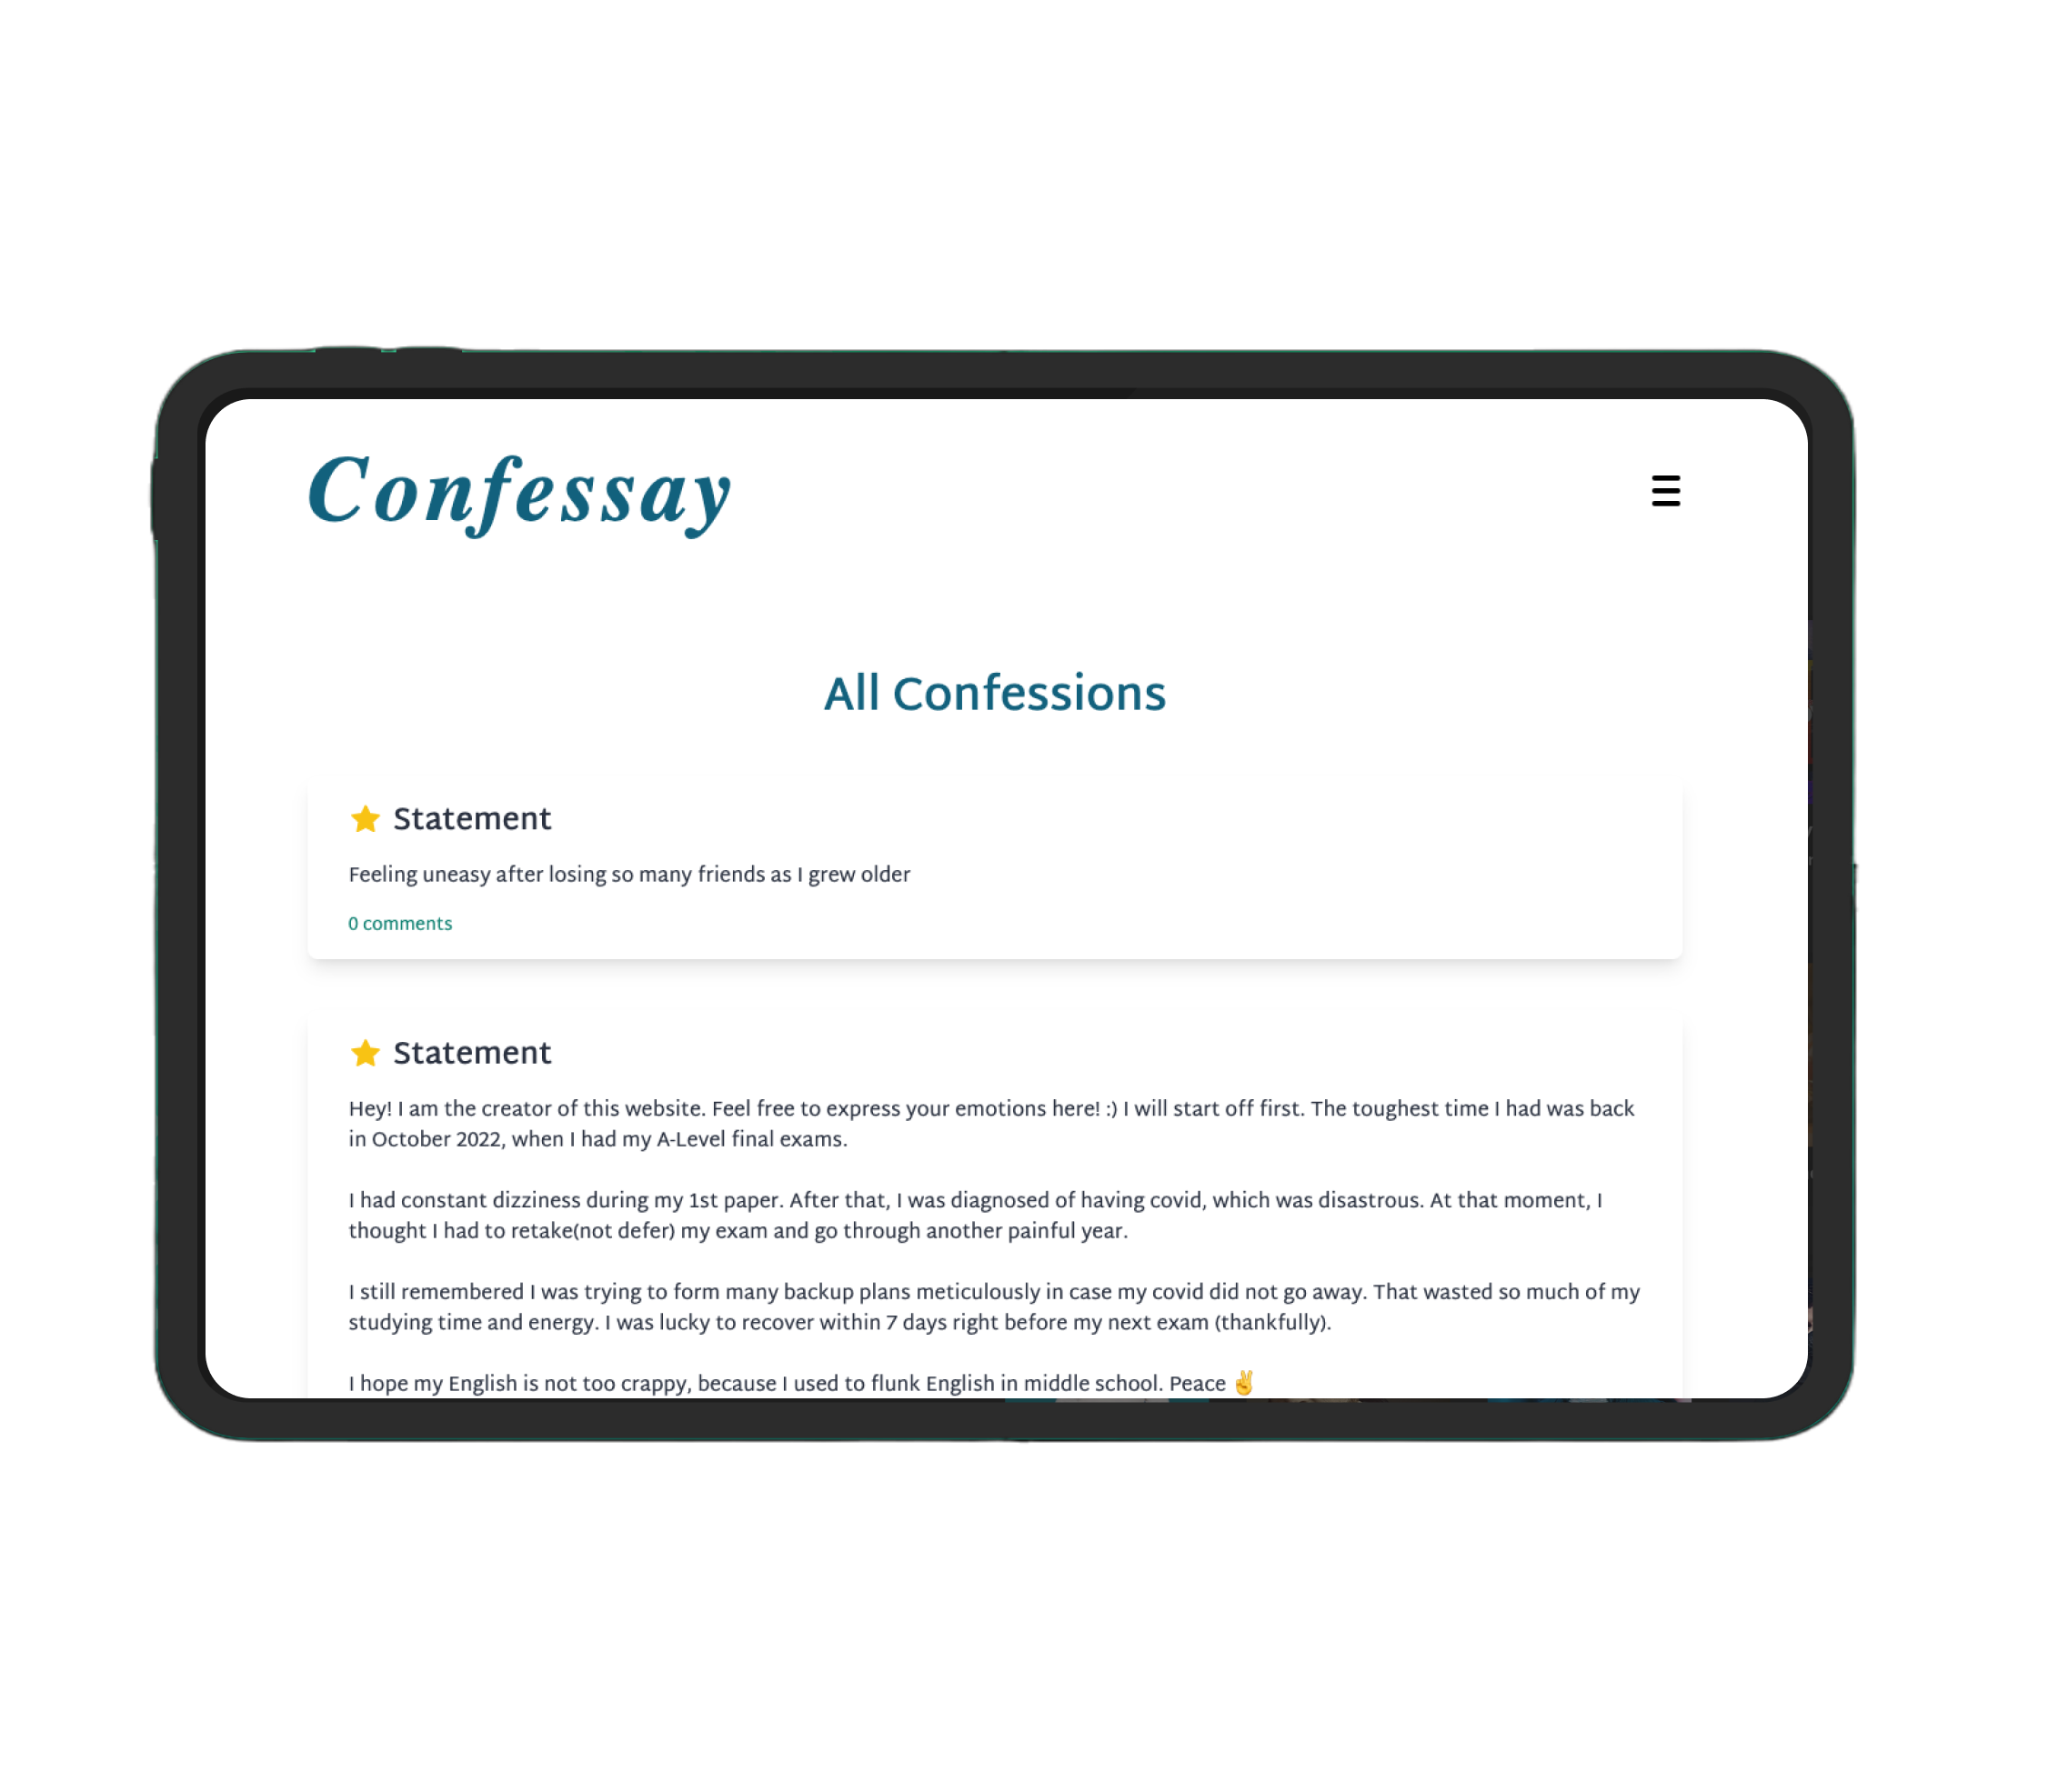 Confessay
All Confessions
Statement
Feeling uneasy after losing so many friends as I grew older
0 comments
Statement
Hey! I am the creator of this website. Feel free to express your emotions here! :) I will start off first. The toughest time I had was back
in October 2022, when I had my A-Level final exams.
I had constant dizziness during my 1st paper. After that, I was diagnosed of having covid, which was disastrous. At that moment, I
thought I had to retake(not defer) my exam and go through another painful year.
I still remembered I was trying to form many backup plans meticulously in case my covid did not go away. That wasted so much of my
studying time and energy. I was lucky to recover within 7 days right before my next exam (thankfully).
I hope my English is not too crappy, because I used to flunk English in middle school. Peace ✌️